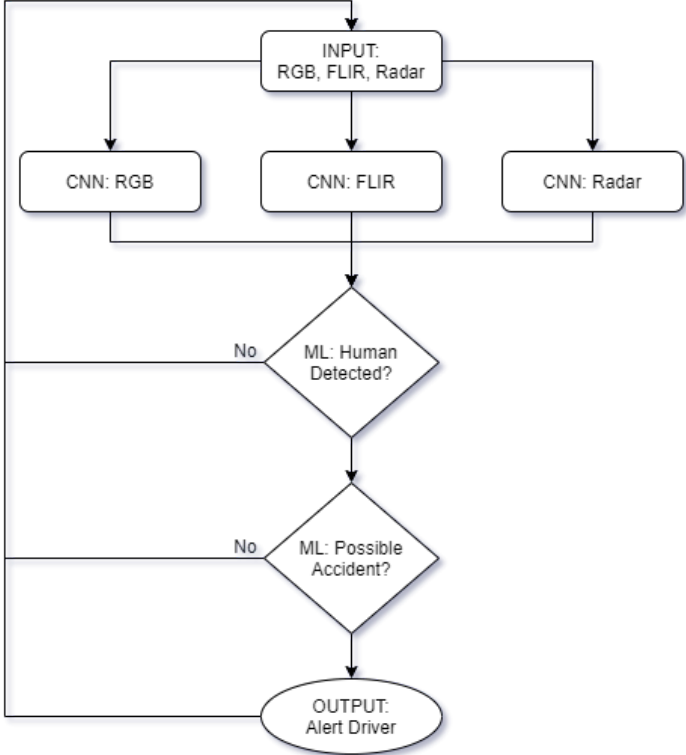 INPUT:
RGB, FLIR, Radar
CNN: RGB
CNN: FLIR
CNN: Radar
No
ML: Human
Detected?
No
ML: Possible
Accident?
OUTPUT:
Alert Driver